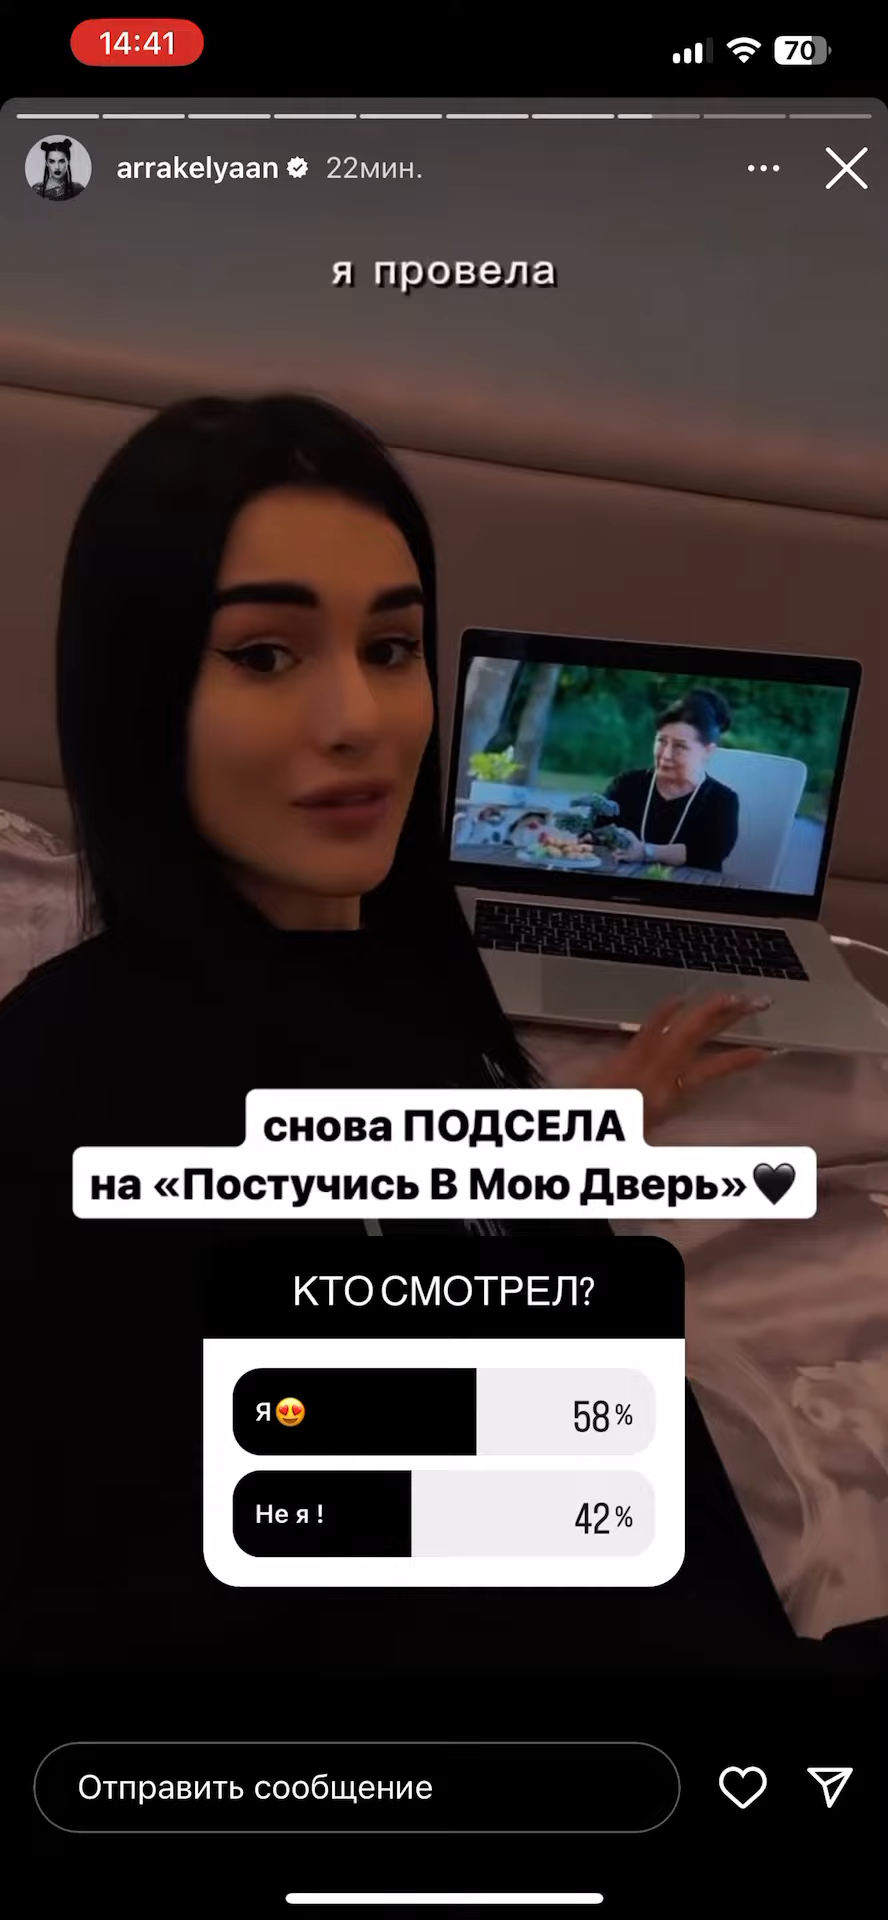 14:41
70
arrakelyaan 22мин.
я провела
снова ПОДСЕЛА
на «Постучись В Мою Дверь»🖤
КТО СМОТРЕЛ?
Я😍 58%
Не я ! 42%
Отправить сообщение